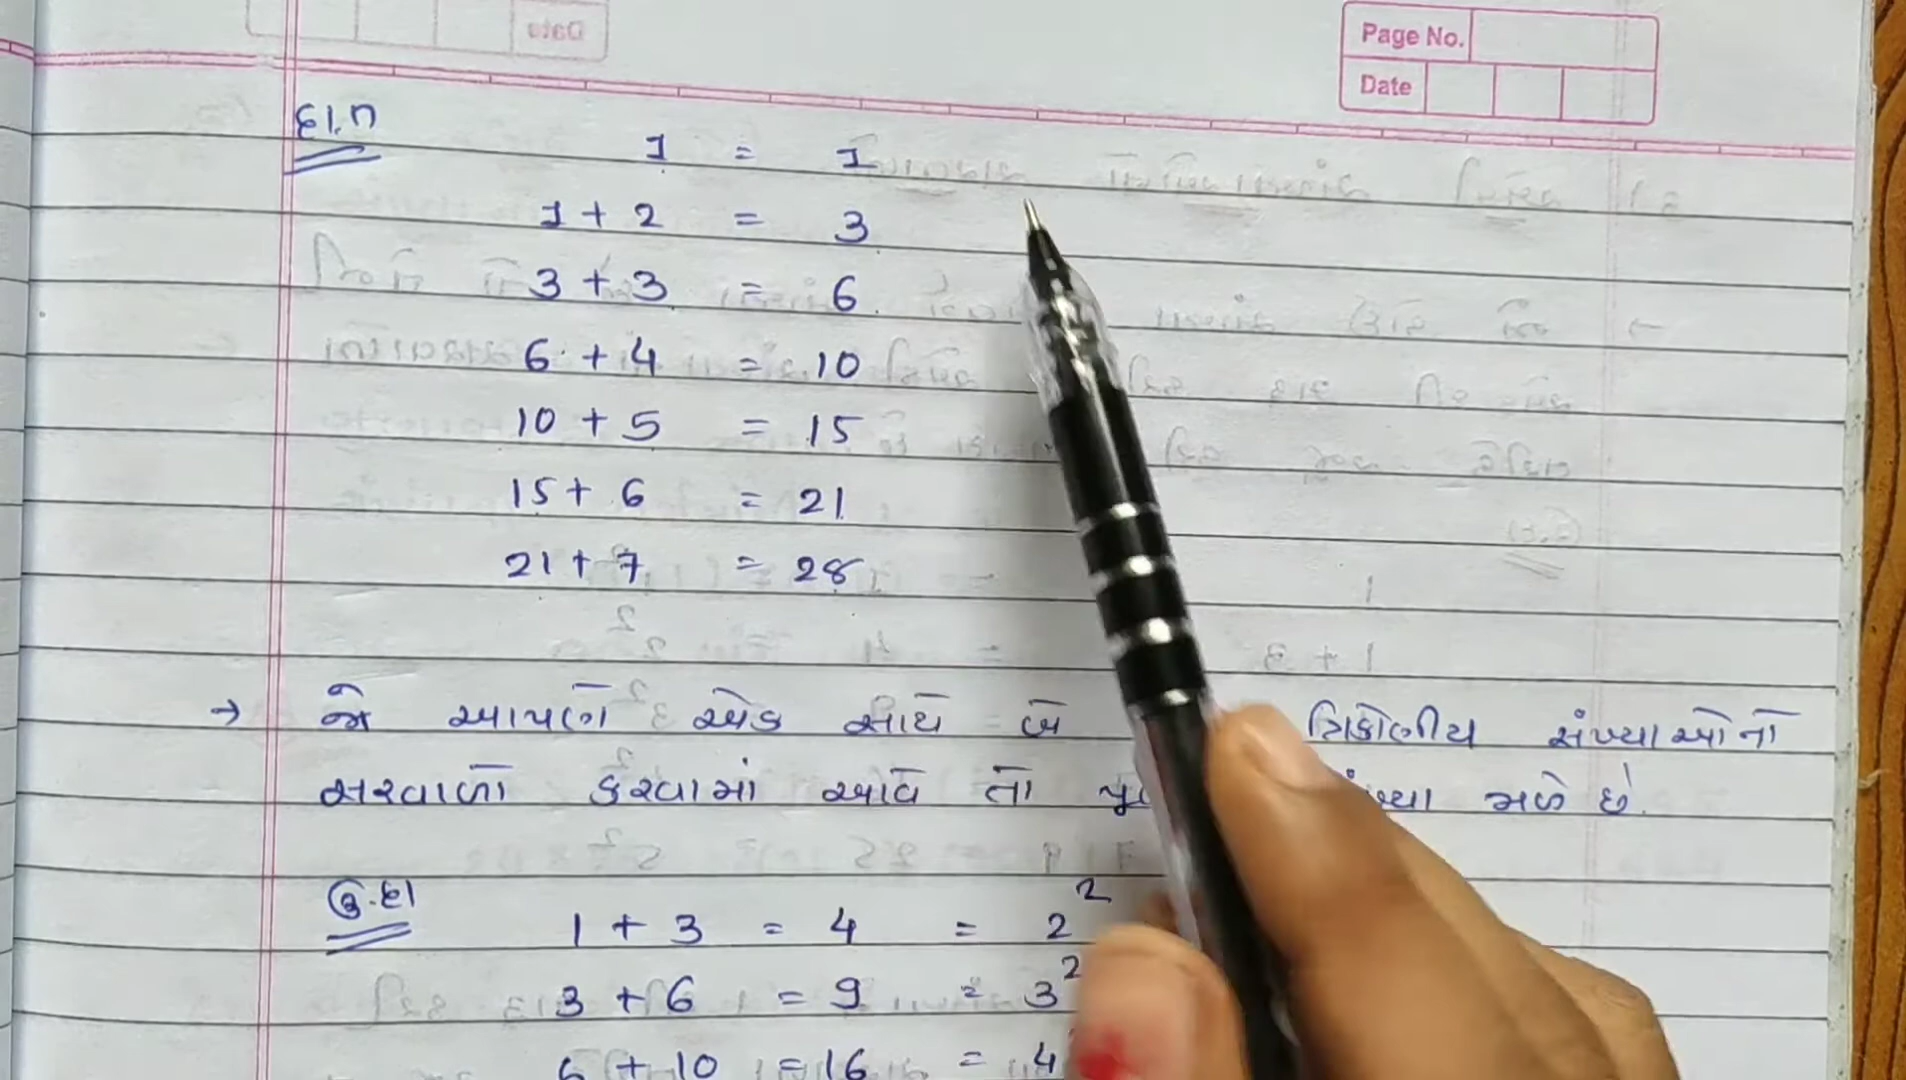 Page No.
Date
દા.ત
1 = 1
1 + 2 = 3
3 + 3 = 6
6 + 4 = 10
10 + 5 = 15
15 + 6 = 21
21 + 7 = 28
→ જો આપણે એક સાથે બે ત્રિકોણીય સંખ્યાઓનો
સરવાળો કરવામાં આવે તો મળે છે.
ઉ.દા
1 + 3 = 4 = 2²
3 + 6 = 9 = 3²
6 + 10 = 16 = 4